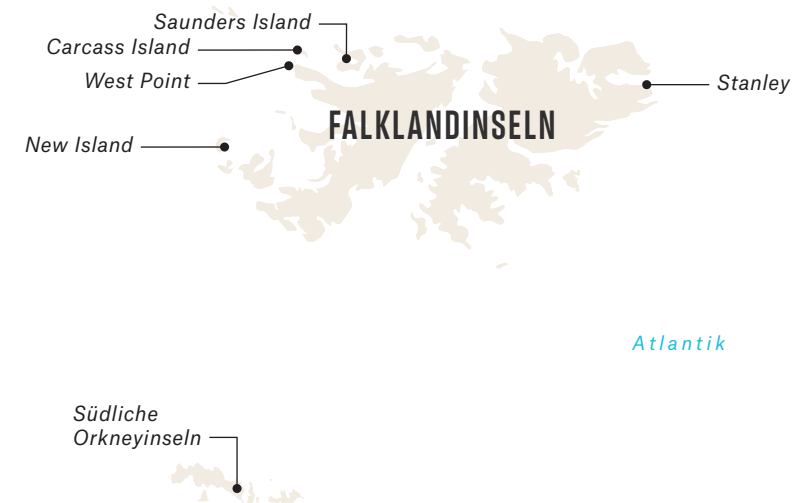 Saunders Island
Carcass Island
West Point
Stanley
FALKLANDINSELN
New Island
Atlantik
Südliche
Orkneyinseln